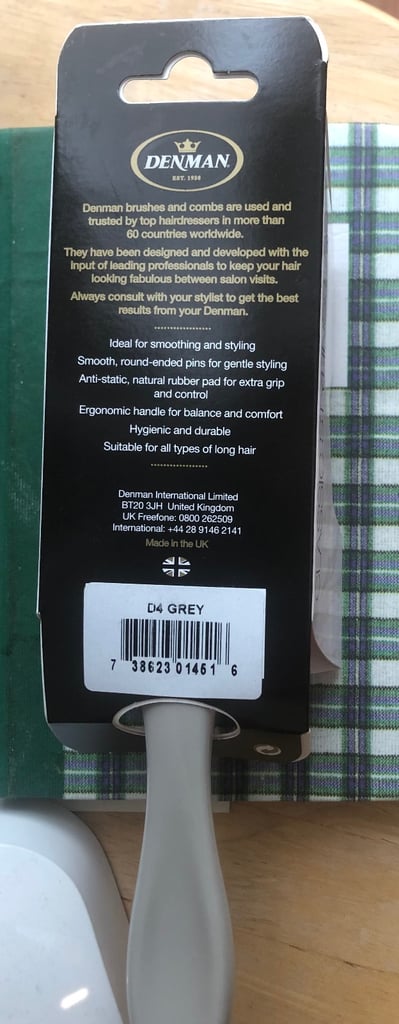 DENMAN
EST. 1938
Denman brushes and combs are used and
trusted by top hairdressers in more than
60 countries worldwide.
They have been designed and developed with the
input of leading professionals to keep your hair
looking fabulous between salon visits.
Always consult with your stylist to get the best
results from your Denman.
Ideal for smoothing and styling
Smooth, round-ended pins for gentle styling
Anti-static, natural rubber pad for extra grip
and control
Ergonomic handle for balance and comfort
Hygienic and durable
Suitable for all types of long hair
Denman International Limited
BT20 3JH United Kingdom
UK Freefone: 0800 262509
International: +44 28 9146 2141
Made in the UK
D4 GREY
7 38623 01461 6